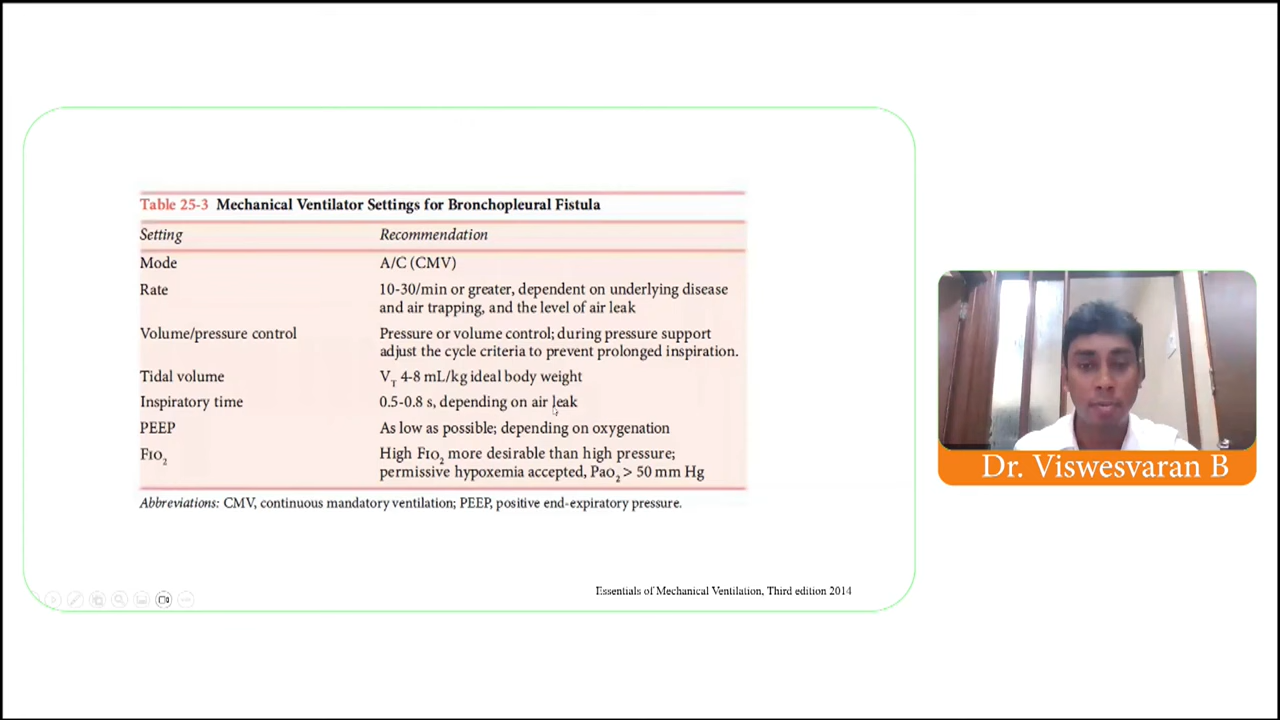 Table 25-3 Mechanical Ventilator Settings for Bronchopleural Fistula
Setting Recommendation
Mode A/C (CMV)
Rate 10-30/min or greater, dependent on underlying disease
and air trapping, and the level of air leak
Volume/pressure control Pressure or volume control; during pressure support
adjust the cycle criteria to prevent prolonged inspiration.
Tidal volume VT 4-8 mL/kg ideal body weight
Inspiratory time 0.5-0.8 s, depending on air leak
PEEP As low as possible; depending on oxygenation
FIO2 High FIO2 more desirable than high pressure;
permissive hypoxemia accepted, PaO2 > 50 mm Hg
Abbreviations: CMV, continuous mandatory ventilation; PEEP, positive end-expiratory pressure.
Essentials of Mechanical Ventilation, Third edition 2014
Dr. Viswesvaran B